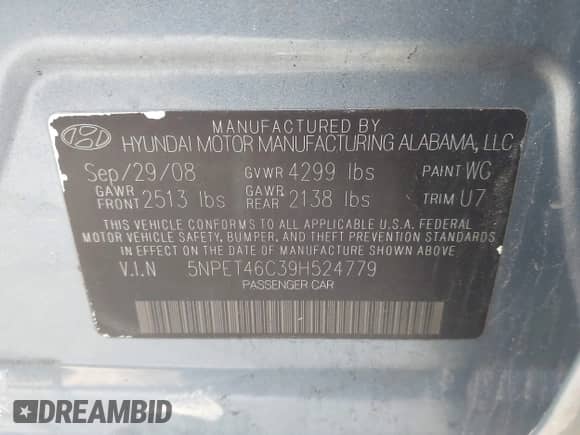 MANUFACTURED BY
HYUNDAI MOTOR MANUFACTURING ALABAMA, LLC
Sep/29/08 GVWR 4299 lbs PAINT WC
GAWR FRONT 2513 lbs GAWR REAR 2138 lbs TRIM U7
THIS VEHICLE CONFORMS TO ALL APPLICABLE U.S.A. FEDERAL
MOTOR VEHICLE SAFETY, BUMPER, AND THEFT PREVENTION
STANDARDS IN EFFECT ON THE
DATE OF MANUFACTURE SHOWN ABOVE.
V.I.N 5NPET46C39H524779
PASSENGER CAR
DREAMBID